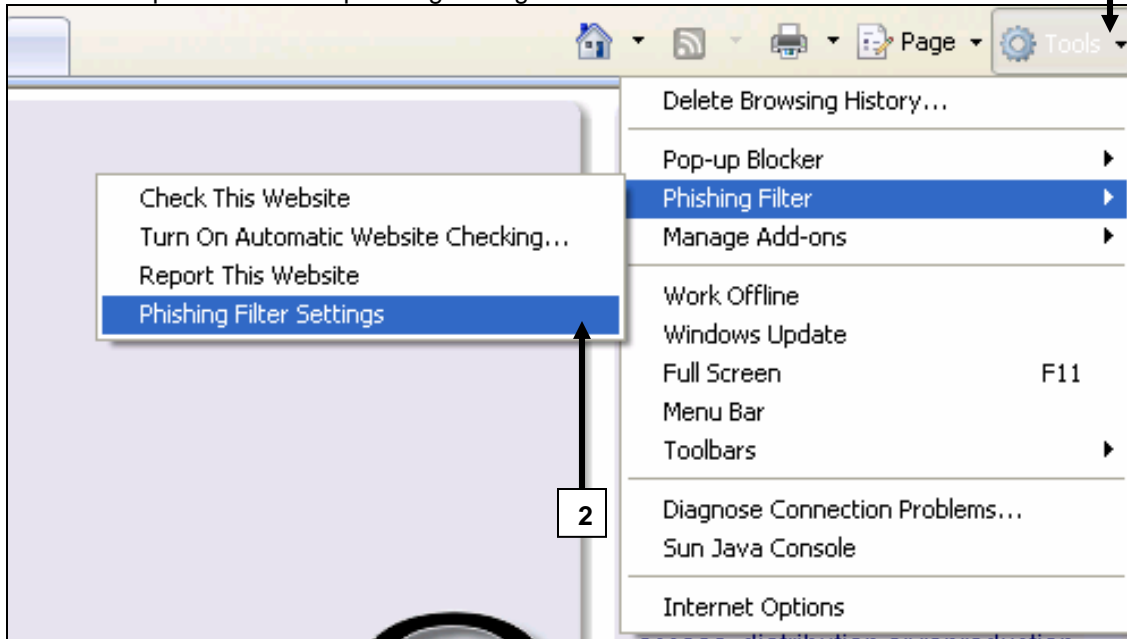 Page
Tools
Delete Browsing History...
Pop-up Blocker
Phishing Filter
Manage Add-ons
Work Offline
Windows Update
Full Screen F11
Menu Bar
Toolbars
Diagnose Connection Problems...
Sun Java Console
Internet Options
Check This Website
Turn On Automatic Website Checking...
Report This Website
Phishing Filter Settings
2